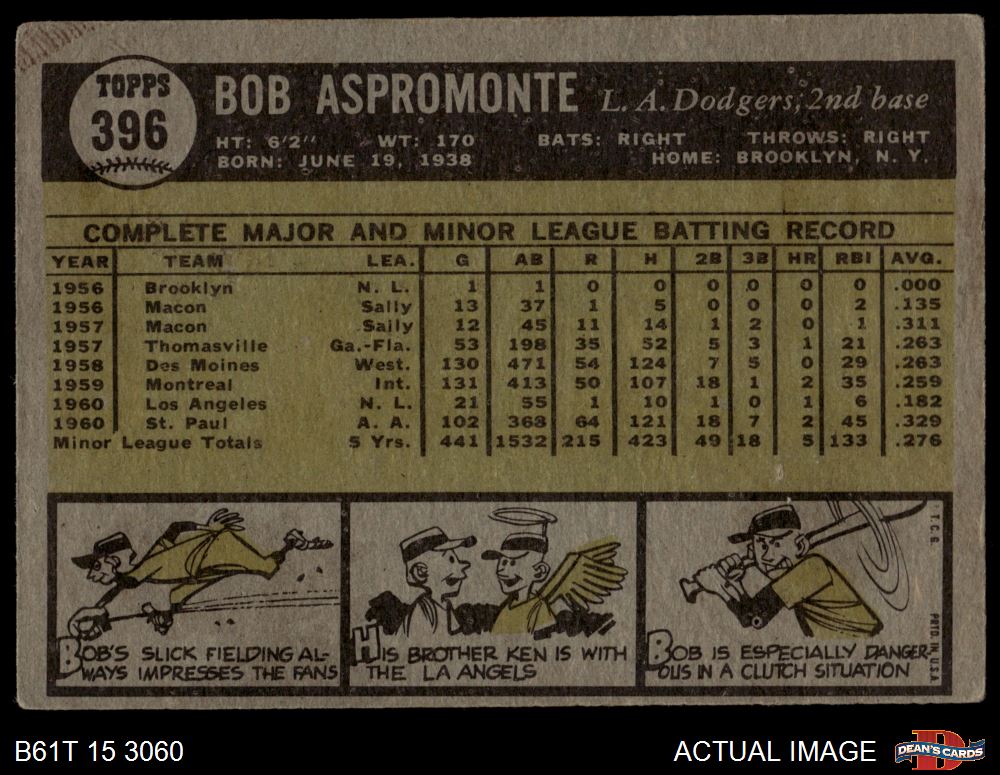 TOPPS
396
BOB ASPROMONTE L. A. Dodgers, 2nd base
HT: 6'2" WT: 170 BATS: RIGHT THROWS: RIGHT
BORN: JUNE 19, 1938 HOME: BROOKLYN, N. Y.
COMPLETE MAJOR AND MINOR LEAGUE BATTING RECORD
YEAR TEAM LEA. G AB R H 2B 3B HR RBI AVG.
1956 Brooklyn N. L. 1 1 0 0 0 0 0 0 .000
1956 Macon Sally 13 37 1 5 0 0 0 2 .135
1957 Macon Sally 12 45 11 14 1 2 0 1 .311
1957 Thomasville Ga.-Fla. 53 198 35 52 5 3 1 21 .263
1958 Des Moines West. 130 471 54 124 7 5 0 29 .263
1959 Montreal Int. 131 413 50 107 18 1 2 35 .259
1960 Los Angeles N. L. 21 55 1 10 1 0 1 6 .182
1960 St. Paul A. A. 102 368 64 121 18 7 2 45 .329
Minor League Totals 5 Yrs. 441 1532 215 423 49 18 5 133 .276
BOB'S SLICK FIELDING AL-
WAYS IMPRESSES THE FANS
HIS BROTHER KEN IS WITH
THE LA ANGELS
BOB IS ESPECIALLY DANGER-
OUS IN A CLUTCH SITUATION
T. C. G.
PRTD. IN U.S.A.
B61T 15 3060
ACTUAL IMAGE
DEAN'S CARDS